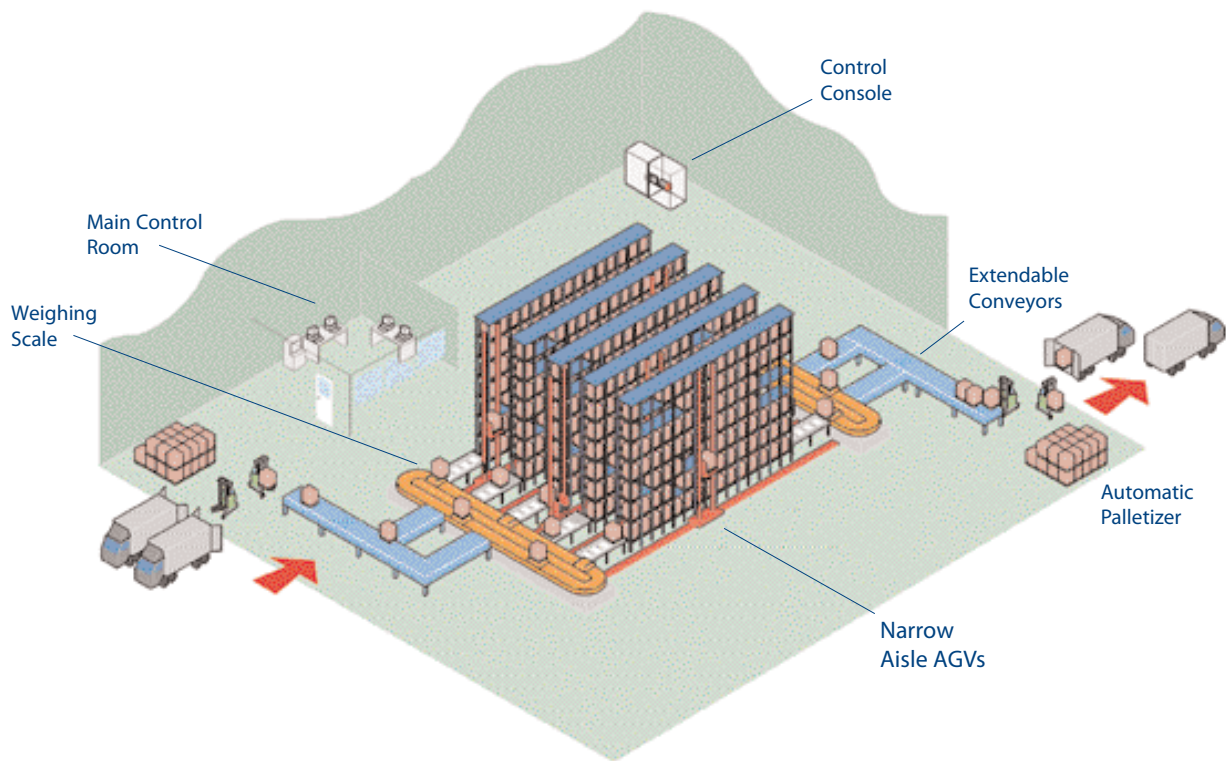 Control
Console
Main Control
Room
Extendable
Conveyors
Weighing
Scale
Automatic
Palletizer
Narrow
Aisle AGVs